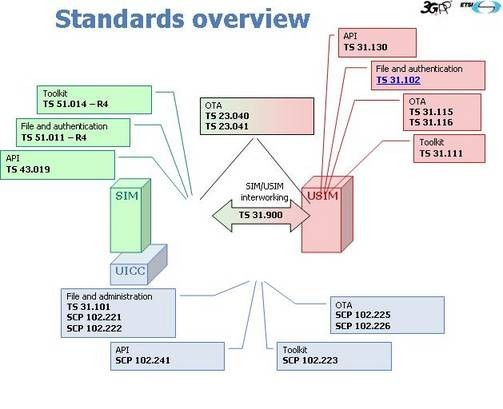 Standards overview
3GPP
ETSI
API
TS 31.130
File and authentication
TS 31.102
OTA
TS 31.115
TS 31.116
Toolkit
TS 31.111
Toolkit
TS 51.014 – R4
File and authentication
TS 51.011 – R4
API
TS 43.019
OTA
TS 23.040
TS 23.041
SIM
SIM/USIM
interworking
TS 31.900
USIM
UICC
File and administration
TS 31.101
SCP 102.221
SCP 102.222
OTA
SCP 102.225
SCP 102.226
API
SCP 102.241
Toolkit
SCP 102.223